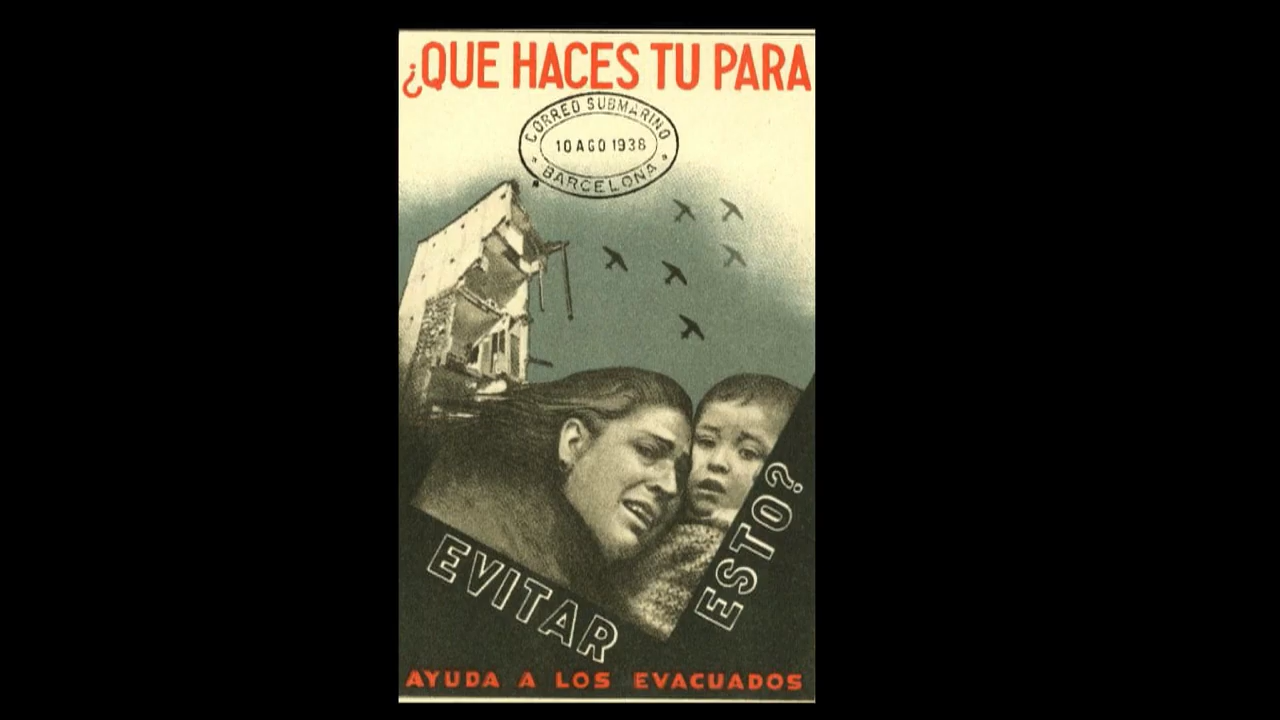 ¿QUE HACES TU PARA
CORREO SUBMARINO
10 AGO 1938
BARCELONA
EVITAR
ESTO?
AYUDA A LOS EVACUADOS